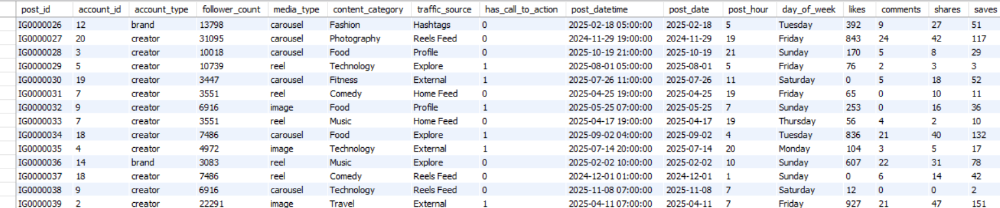 post_id account_id account_type follower_count media_type content_category traffic_source has_call_to_action post_datetime post_date post_hour day_of_week likes comments shares saves
IG0000026 12 brand 13798 carousel Fashion Hashtags 0 2025-02-18 05:00:00 2025-02-18 5 Tuesday 392 9 27 51
IG0000027 20 creator 31095 carousel Photography Reels Feed 0 2024-11-29 19:00:00 2024-11-29 19 Friday 843 24 42 117
IG0000028 3 creator 10018 carousel Food Profile 0 2025-10-19 21:00:00 2025-10-19 21 Sunday 170 5 8 29
IG0000029 5 creator 10739 reel Technology Explore 1 2025-08-01 05:00:00 2025-08-01 5 Friday 76 2 3 3
IG0000030 19 creator 3447 carousel Fitness External 1 2025-07-26 11:00:00 2025-07-26 11 Saturday 0 5 18 52
IG0000031 7 creator 3551 reel Comedy Home Feed 0 2025-04-25 19:00:00 2025-04-25 19 Friday 65 0 10 11
IG0000032 9 creator 6916 image Food Profile 1 2025-05-25 07:00:00 2025-05-25 7 Sunday 253 0 16 36
IG0000033 7 creator 3551 reel Music Home Feed 0 2025-04-17 19:00:00 2025-04-17 19 Thursday 56 4 2 10
IG0000034 18 creator 7486 carousel Food Explore 1 2025-09-02 04:00:00 2025-09-02 4 Tuesday 836 21 40 132
IG0000035 4 creator 4972 image Technology External 1 2025-07-14 20:00:00 2025-07-14 20 Monday 104 3 5 17
IG0000036 14 brand 3083 reel Music Explore 0 2025-02-02 10:00:00 2025-02-02 10 Sunday 607 22 31 78
IG0000037 18 creator 7486 reel Comedy Reels Feed 0 2024-12-01 01:00:00 2024-12-01 1 Sunday 0 6 14 42
IG0000038 9 creator 6916 carousel Technology Reels Feed 0 2025-11-08 07:00:00 2025-11-08 7 Saturday 12 0 0 2
IG0000039 2 creator 22291 image Travel External 1 2025-04-11 07:00:00 2025-04-11 7 Friday 927 21 47 151